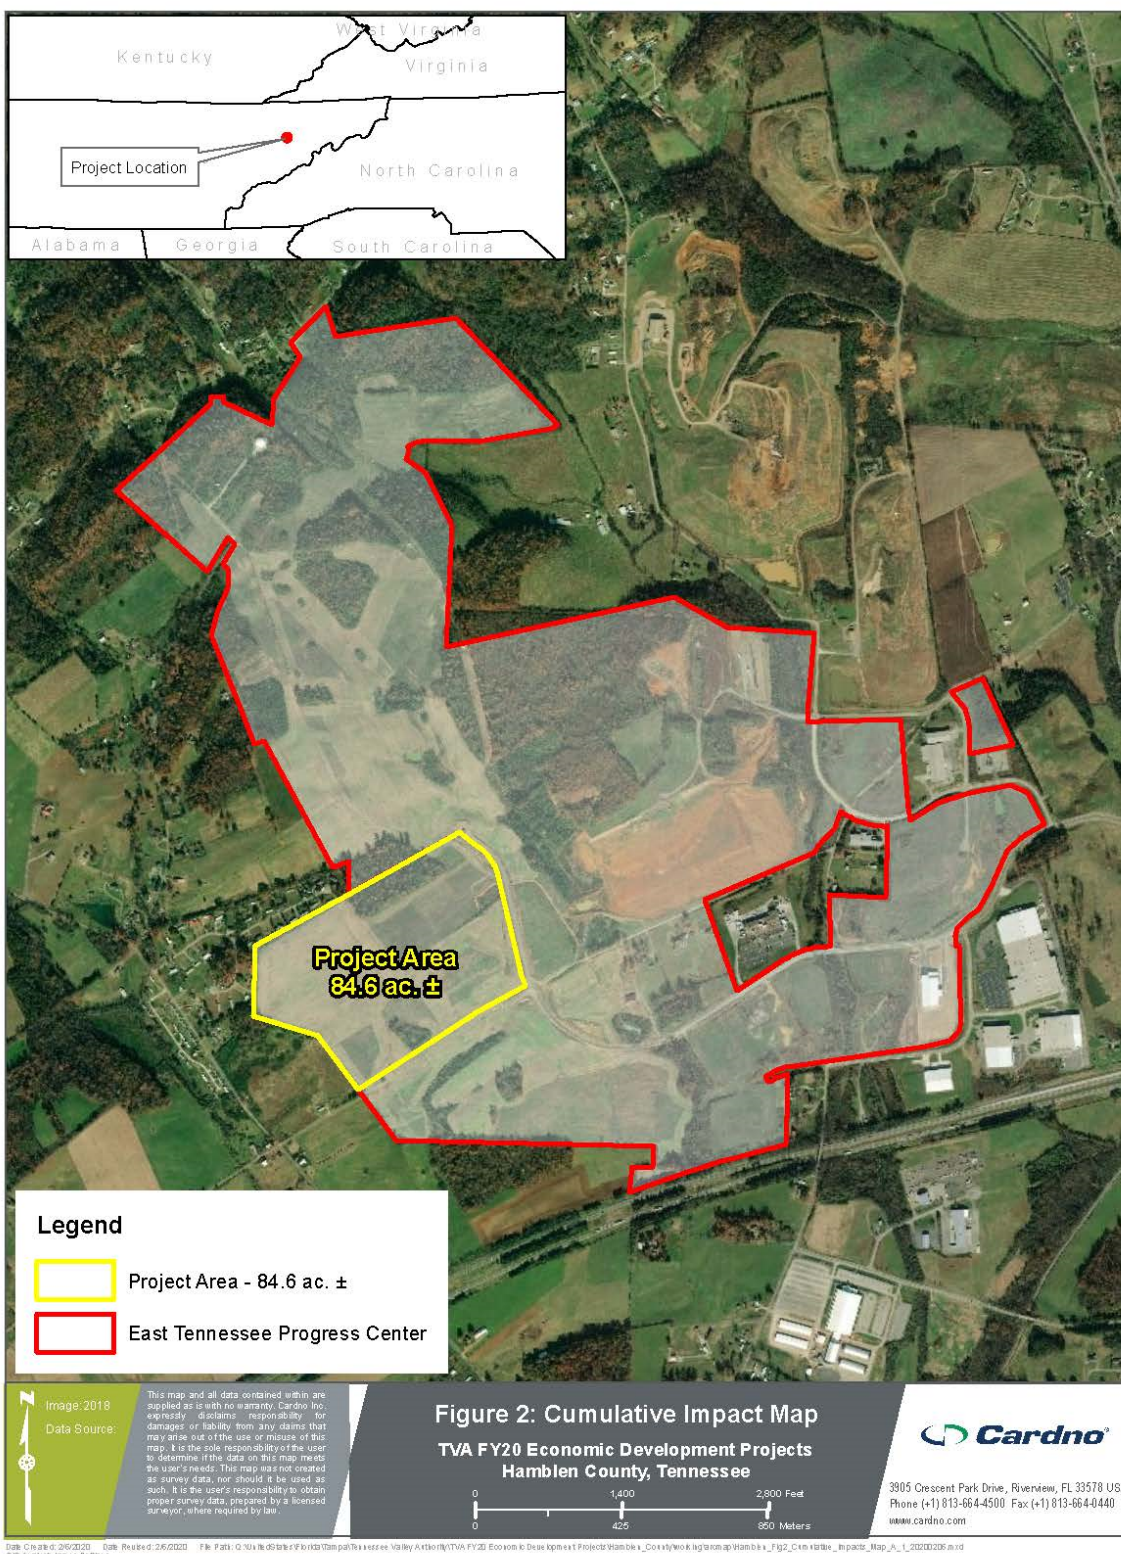 West Virginia
Kentucky
Virginia
Project Location
North Carolina
Alabama
Georgia
South Carolina
Project Area
84.6 ac. ±
Legend
Project Area - 84.6 ac. ±
East Tennessee Progress Center
N
Image: 2018
Data Source:
This map and all data contained within are
supplied as is with no warranty. Cardno Inc.
expressly disclaims responsibility for
damages or liability from any claims that
may arise out of the use or misuse of this
map. It is the sole responsibility of the user
to determine if the data on this map meets
the user's needs. This map was not created
as survey data, nor should it be used as
such. It is the user's responsibility to obtain
proper survey data, prepared by a licensed
surveyor, where required by law.
Figure 2: Cumulative Impact Map
TVA FY20 Economic Development Projects
Hamblen County, Tennessee
0 1,400 2,800 Feet
0 425 850 Meters
Cardno®
3905 Crescent Park Drive, Riverview, FL 33578 US
Phone (+1) 813-664-4500 Fax (+1) 813-664-0440
www.cardno.com
Date Created: 2/6/2020 Date Revised: 2/6/2020 File Path: